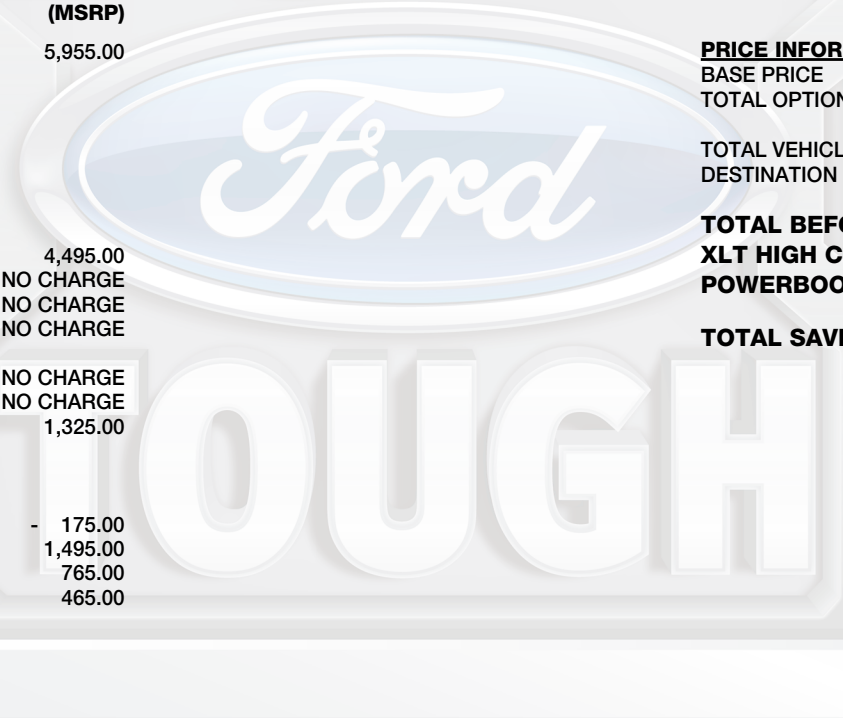 (MSRP)
5,955.00
4,495.00
NO CHARGE
NO CHARGE
NO CHARGE
NO CHARGE
NO CHARGE
1,325.00
- 175.00
1,495.00
765.00
465.00
PRICE INFOR
BASE PRICE
TOTAL OPTION
TOTAL VEHICL
DESTINATION
TOTAL BEFO
XLT HIGH C
POWERBOO
TOTAL SAVI
Ford
TOUGH